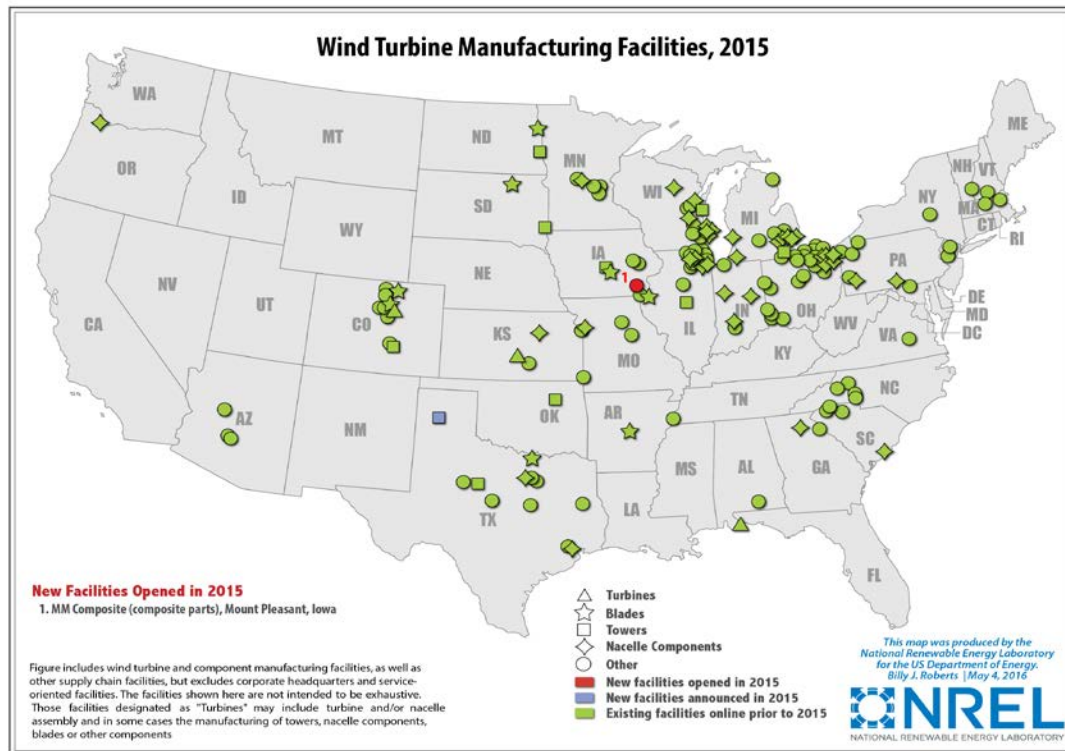 Wind Turbine Manufacturing Facilities, 2015
WA
OR
CA
NV
ID
MT
WY
UT
AZ
CO
NM
ND
SD
NE
KS
OK
TX
MN
IA
MO
AR
LA
WI
IL
MI
IN
OH
KY
TN
MS
AL
GA
FL
SC
NC
VA
WV
PA
NY
ME
NH
VT
MA
CT
RI
DE
MD
DC
1
New Facilities Opened in 2015
1. MM Composite (composite parts), Mount Pleasant, Iowa
Figure includes wind turbine and component manufacturing facilities, as well as
other supply chain facilities, but excludes corporate headquarters and service-
oriented facilities. The facilities shown here are not intended to be exhaustive.
Those facilities designated as "Turbines" may include turbine and/or nacelle
assembly and in some cases the manufacturing of towers, nacelle components,
blades or other components
Turbines
Blades
Towers
Nacelle Components
Other
New facilities opened in 2015
New facilities announced in 2015
Existing facilities online prior to 2015
This map was produced by the
National Renewable Energy Laboratory
for the US Department of Energy.
Billy J. Roberts | May 4, 2016
NREL
NATIONAL RENEWABLE ENERGY LABORATORY